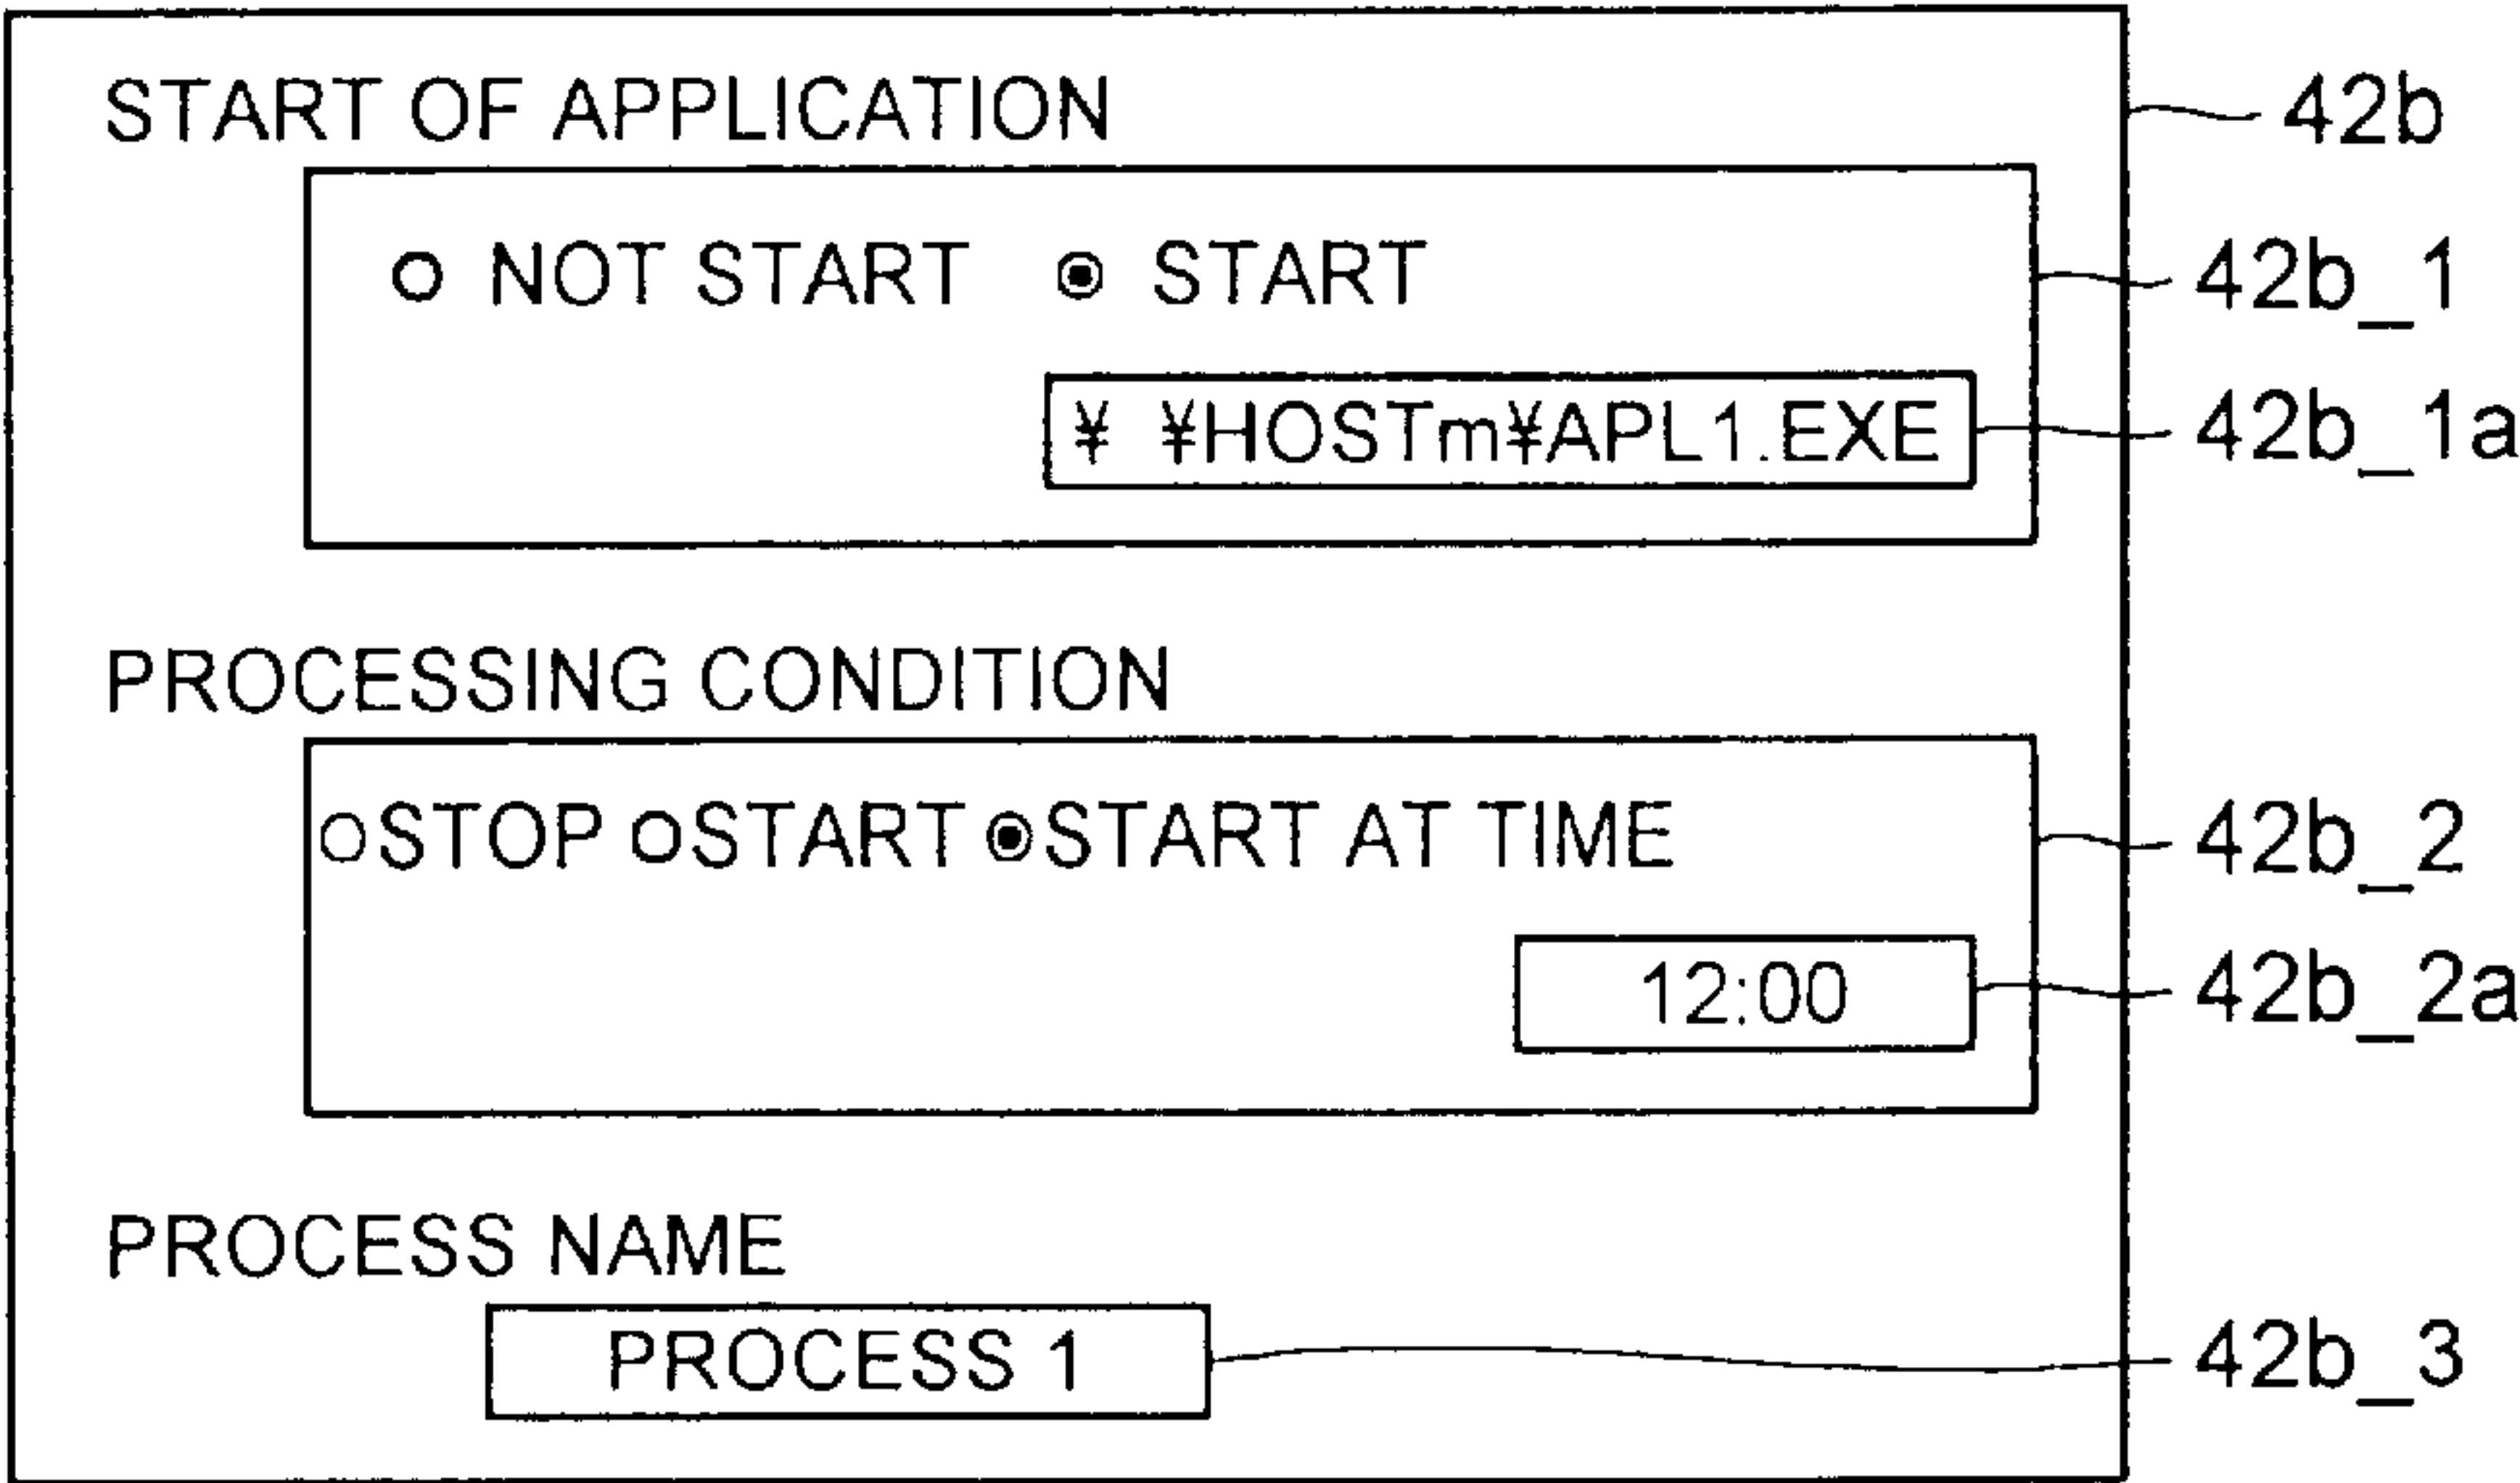 START OF APPLICATION
42b
NOT START START
42b_1
¥ ¥HOSTm¥APL1.EXE
42b_1a
PROCESSING CONDITION
STOP START START AT TIME
42b_2
12:00
42b_2a
PROCESS NAME
PROCESS 1
42b_3